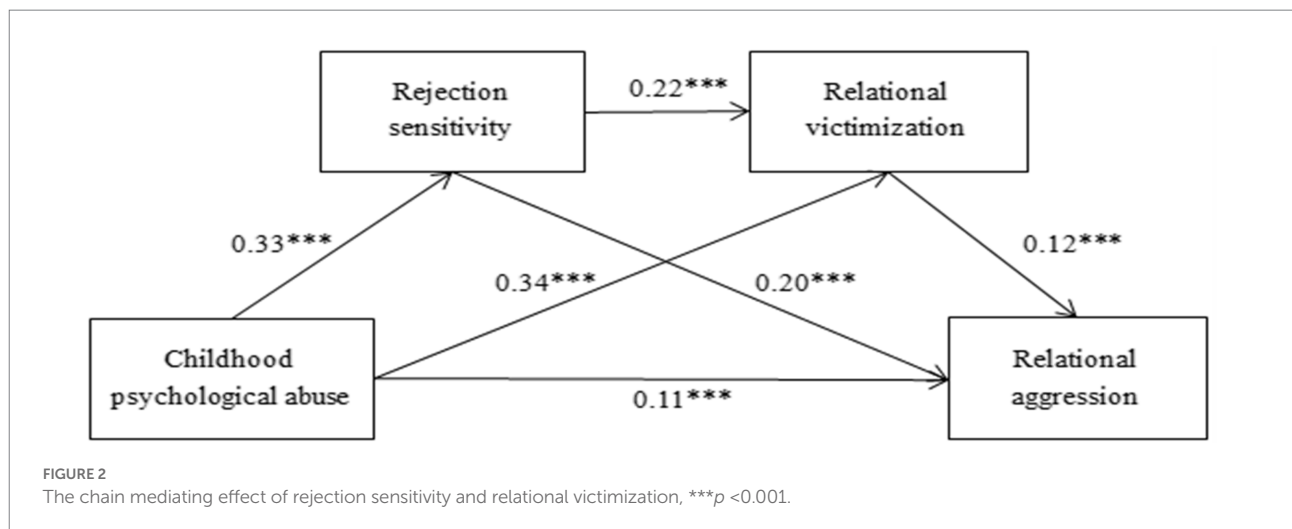 Rejection
sensitivity
0.22***
Relational
victimization
0.33***
0.34***
0.20***
0.12***
Childhood
psychological abuse
0.11***
Relational
aggression
FIGURE 2
The chain mediating effect of rejection sensitivity and relational victimization, ***p <0.001.